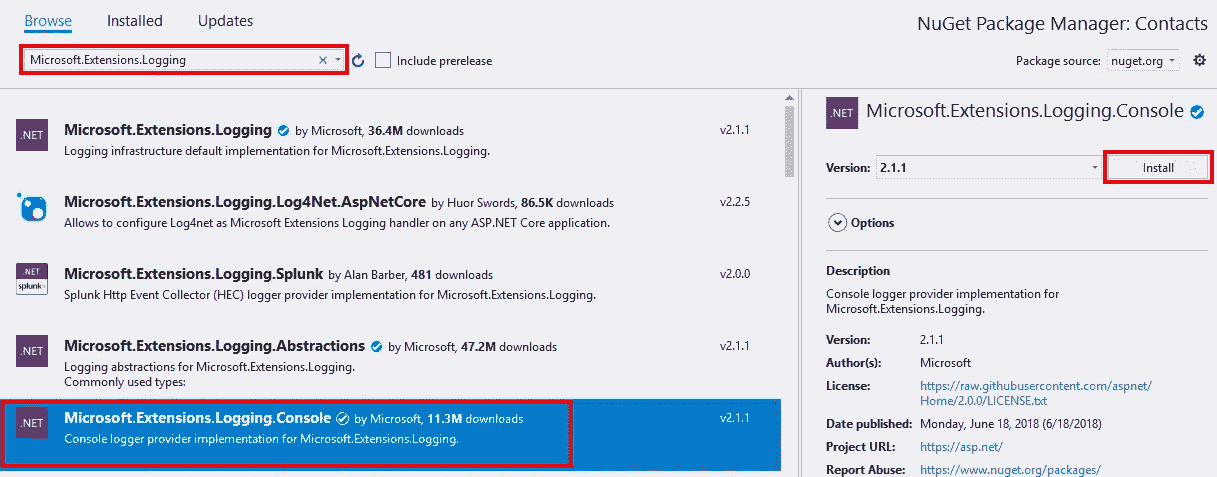 Browse Installed Updates
NuGet Package Manager: Contacts
Microsoft.Extensions.Logging
Include prerelease
Package source: nuget.org
.NET Microsoft.Extensions.Logging by Microsoft, 36.4M downloads v2.1.1
Logging infrastructure default implementation for Microsoft.Extensions.Logging.
Microsoft.Extensions.Logging.Log4Net.AspNetCore by Huor Swords, 86.5K downloads v2.2.5
Allows to configure Log4net as Microsoft Extensions Logging handler on any ASP.NET Core application.
.NET splunk> Microsoft.Extensions.Logging.Splunk by Alan Barber, 481 downloads v2.0.0
Splunk Http Event Collector (HEC) logger provider implementation for Microsoft.Extensions.Logging.
.NET Microsoft.Extensions.Logging.Abstractions by Microsoft, 47.2M downloads v2.1.1
Logging abstractions for Microsoft.Extensions.Logging.
Commonly used types:
.NET Microsoft.Extensions.Logging.Console by Microsoft, 11.3M downloads v2.1.1
Console logger provider implementation for Microsoft.Extensions.Logging.
.NET Microsoft.Extensions.Logging.Console
Version: 2.1.1 Install
Options
Description
Console logger provider implementation for
Microsoft.Extensions.Logging.
Version: 2.1.1
Author(s): Microsoft
License: https://raw.githubusercontent.com/aspnet/
Home/2.0.0/LICENSE.txt
Date published: Monday, June 18, 2018 (6/18/2018)
Project URL: https://asp.net/
Report Abuse: https://www.nuget.org/packages/